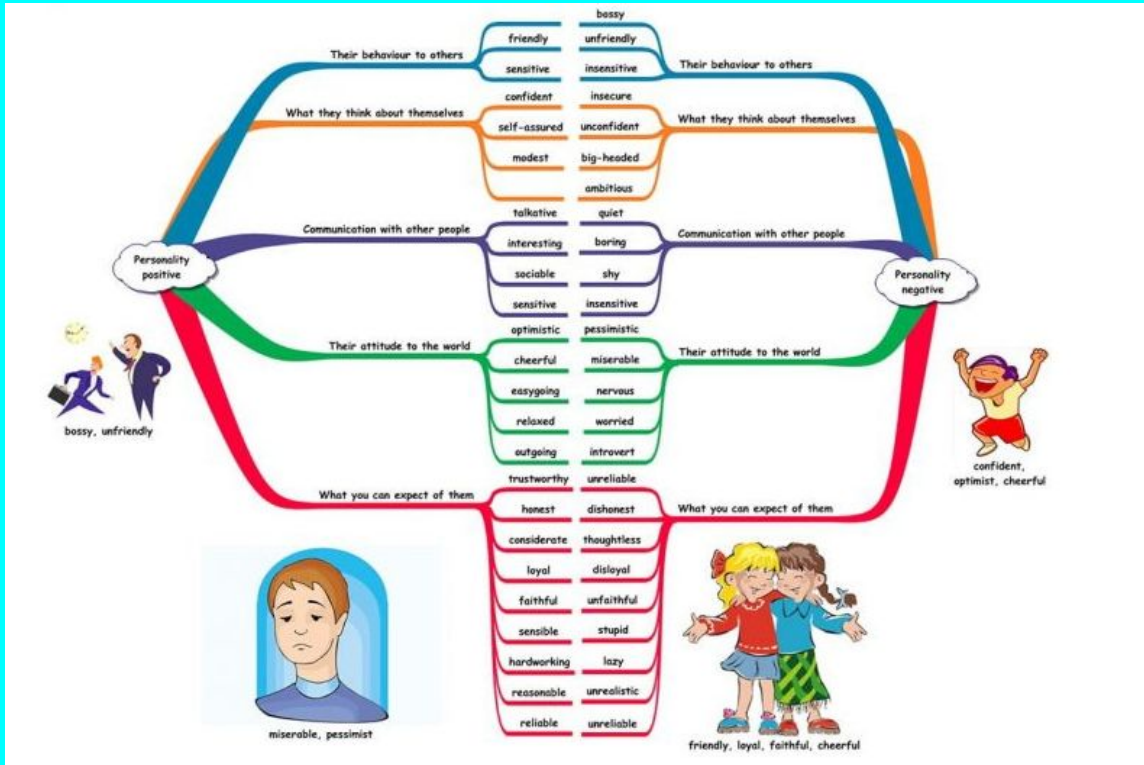 bossy
friendly unfriendly
Their behaviour to others Their behaviour to others
sensitive insensitive
confident insecure
What they think about themselves What they think about themselves
self-assured unconfident
modest big-headed
ambitious
talkative quiet
Communication with other people Communication with other people
interesting boring
Personality
positive
sociable shy
Personality
negative
sensitive insensitive
optimistic pessimistic
Their attitude to the world Their attitude to the world
cheerful miserable
easygoing nervous
relaxed worried
bossy, unfriendly
outgoing introvert
confident,
optimist, cheerful
trustworthy unreliable
What you can expect of them What you can expect of them
honest dishonest
considerate thoughtless
loyal disloyal
faithful unfaithful
sensible stupid
hardworking lazy
reasonable unrealistic
reliable unreliable
miserable, pessimist
friendly, loyal, faithful, cheerful